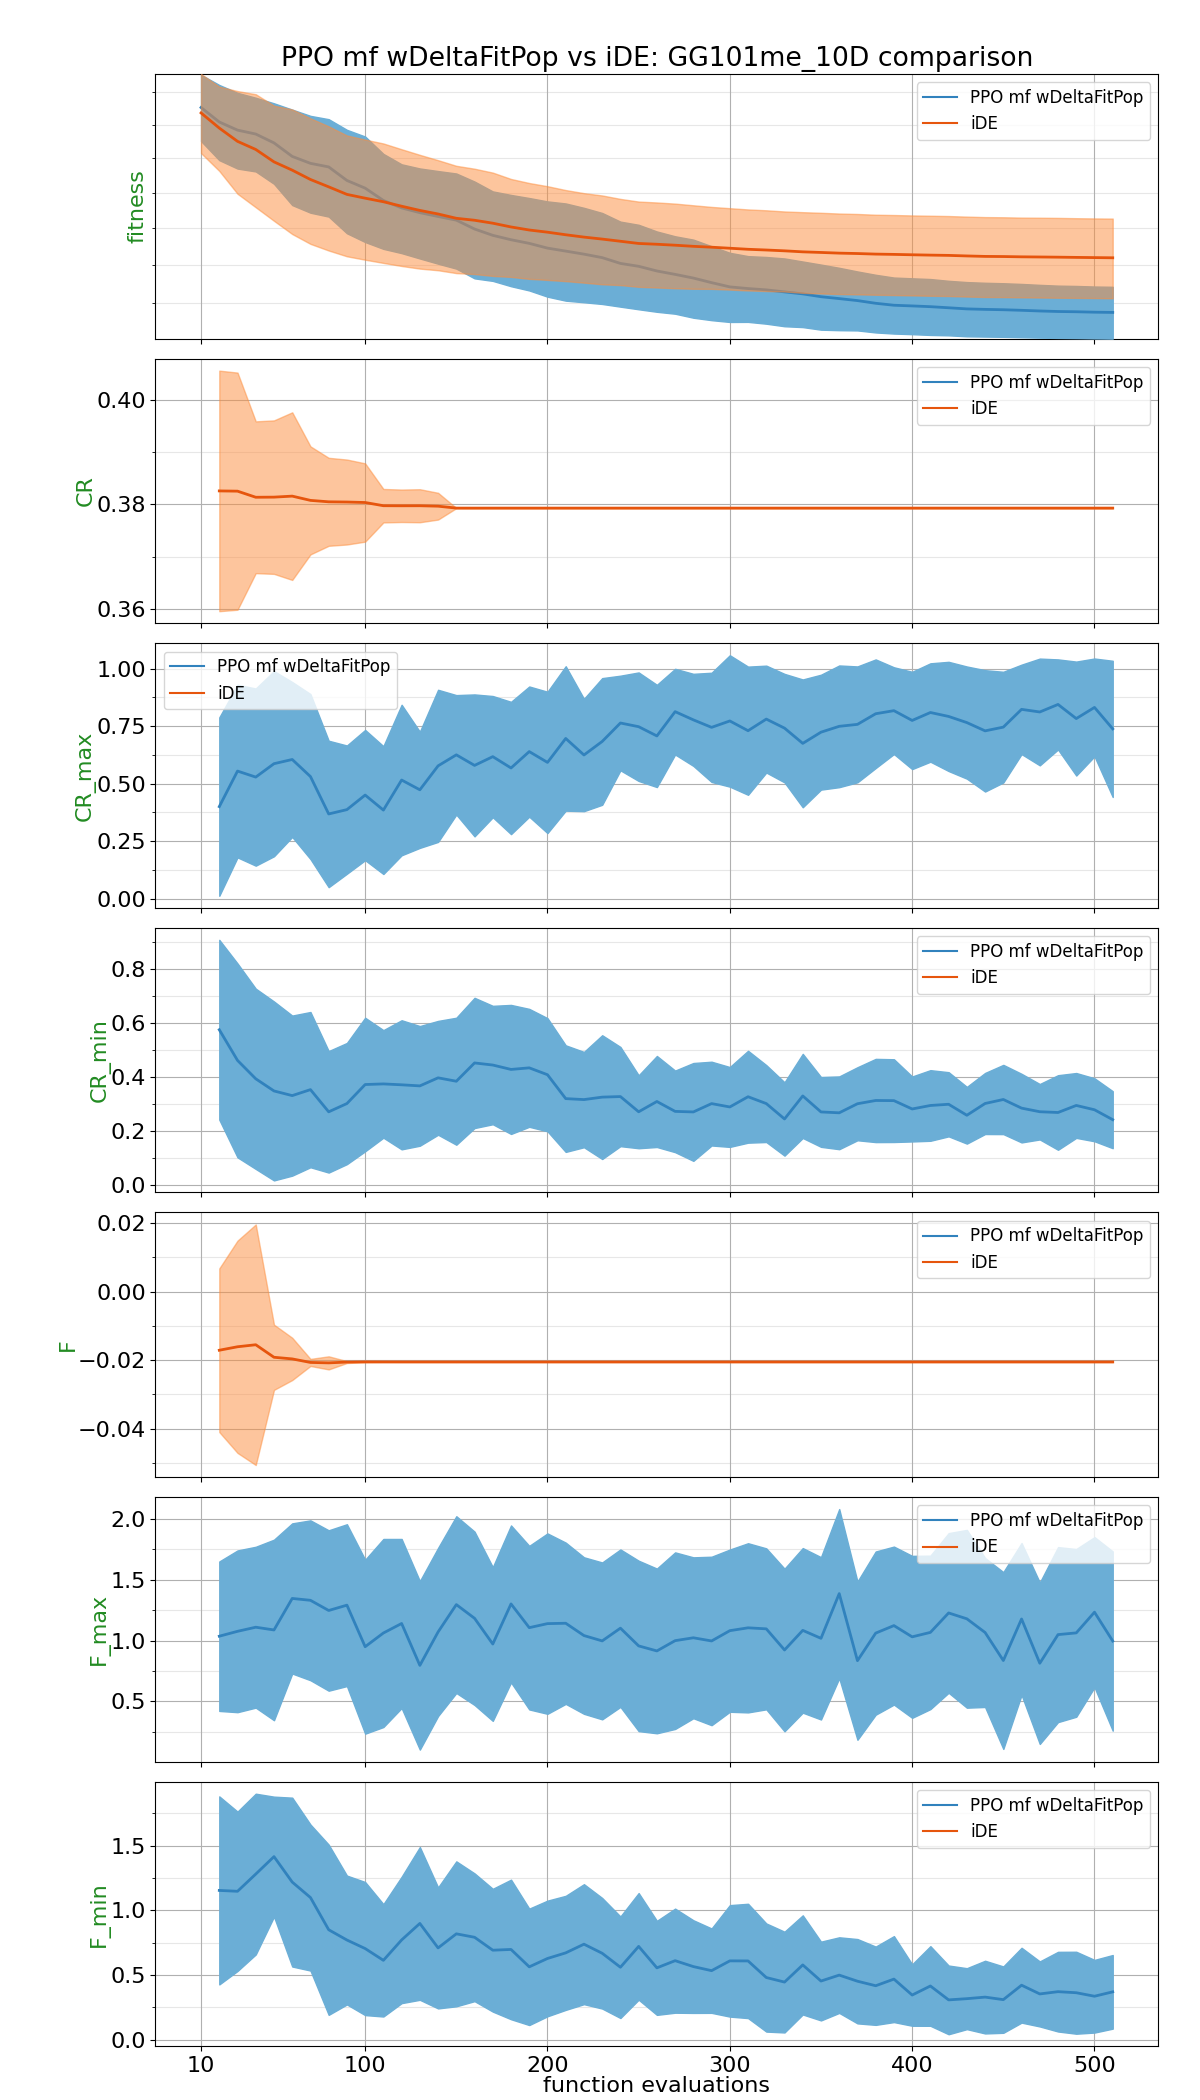 PPO mf wDeltaFitPop vs iDE: GG101me_10D comparison
fitness
PPO mf wDeltaFitPop
iDE
CR
0.40
0.38
0.36
PPO mf wDeltaFitPop
iDE
CR_max
1.00
0.75
0.50
0.25
0.00
PPO mf wDeltaFitPop
iDE
CR_min
0.8
0.6
0.4
0.2
0.0
PPO mf wDeltaFitPop
iDE
F
0.02
0.00
−0.02
−0.04
PPO mf wDeltaFitPop
iDE
F_max
2.0
1.5
1.0
0.5
PPO mf wDeltaFitPop
iDE
F_min
1.5
1.0
0.5
0.0
PPO mf wDeltaFitPop
iDE
10 100 200 300 400 500
function evaluations